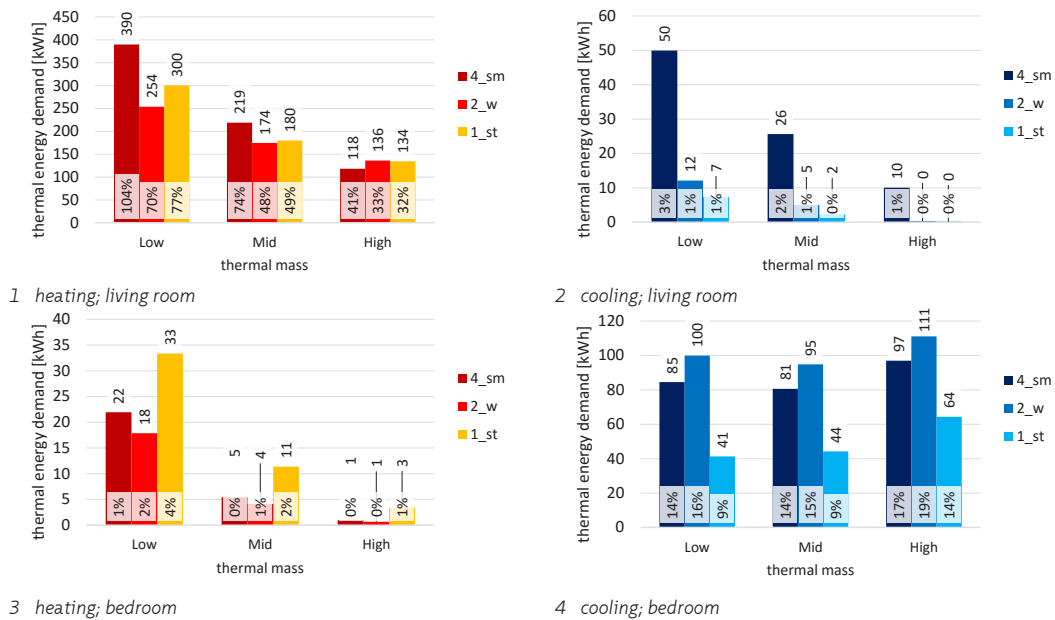 thermal energy demand [kWh]
450
400
350
300
250
200
150
100
50
0
390
254
300
219
174
180
118
136
134
104%
70%
77%
74%
48%
49%
41%
33%
32%
Low
Mid
High
thermal mass
4_sm
2_w
1_st
1 heating; living room
thermal energy demand [kWh]
60
50
40
30
20
10
0
50
12
7
26
5
2
10
0
0
3%
1%
1%
2%
1%
0%
1%
0%
0%
Low
Mid
High
thermal mass
4_sm
2_w
1_st
2 cooling; living room
thermal energy demand [kWh]
40
35
30
25
20
15
10
5
0
22
18
33
5
4
11
1
1
3
1%
2%
4%
0%
1%
2%
0%
0%
1%
Low
Mid
High
thermal mass
4_sm
2_w
1_st
3 heating; bedroom
thermal energy demand [kWh]
120
100
80
60
40
20
0
85
100
41
81
95
44
97
111
64
14%
16%
9%
14%
15%
9%
17%
19%
14%
Low
Mid
High
thermal mass
4_sm
2_w
1_st
4 cooling; bedroom